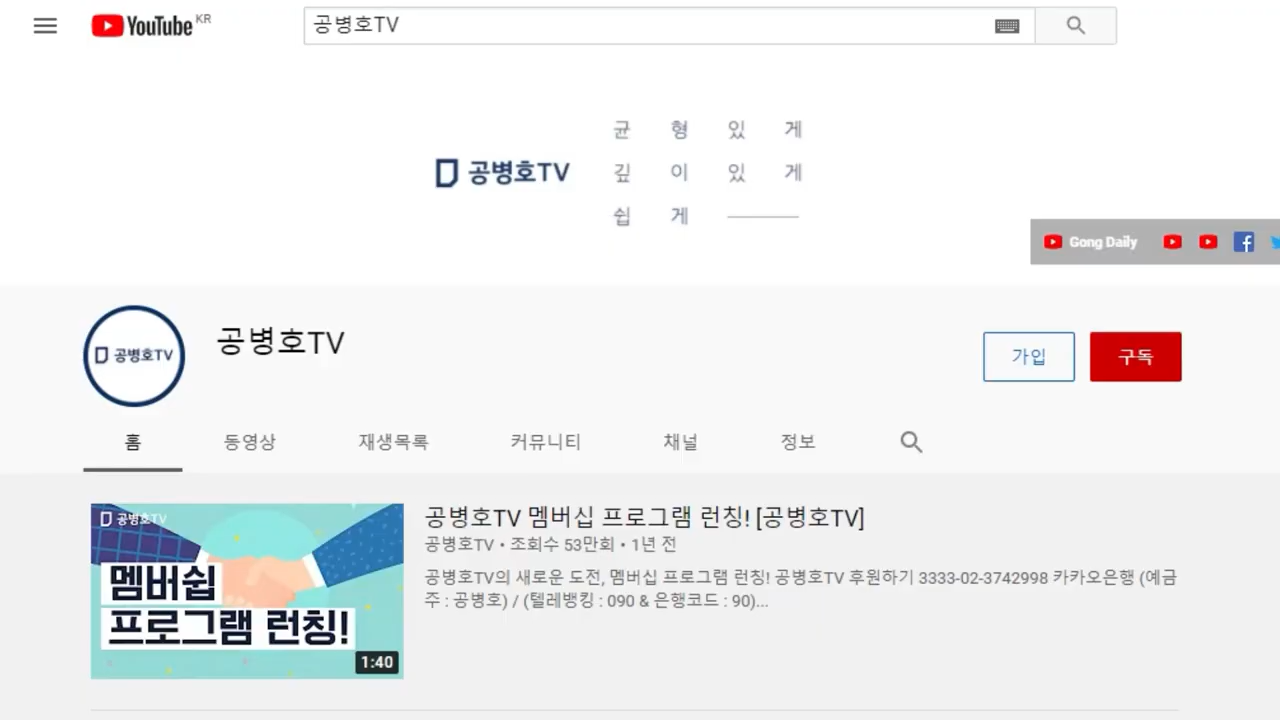 YouTube KR
공병호TV
균형있게
공병호TV
깊이있게
쉽게
Gong Daily
공병호TV
공병호TV
가입
구독
홈
동영상
재생목록
커뮤니티
채널
정보
공병호TV
멤버쉽
프로그램 런칭!
1:40
공병호TV 멤버십 프로그램 런칭! [공병호TV]
공병호TV • 조회수 53만회 • 1년 전
공병호TV의 새로운 도전, 멤버십 프로그램 런칭! 공병호TV 후원하기 3333-02-3742998 카카오은행 (예금
주 : 공병호) / (텔레뱅킹 : 090 & 은행코드 : 90)...